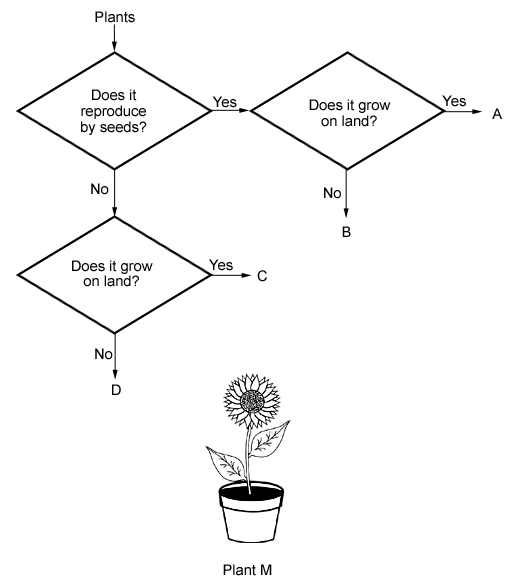 Plants
Does it
reproduce
by seeds?
Yes
Does it grow
on land?
Yes
A
No
No
B
Does it grow
on land?
Yes
C
No
D
Plant M